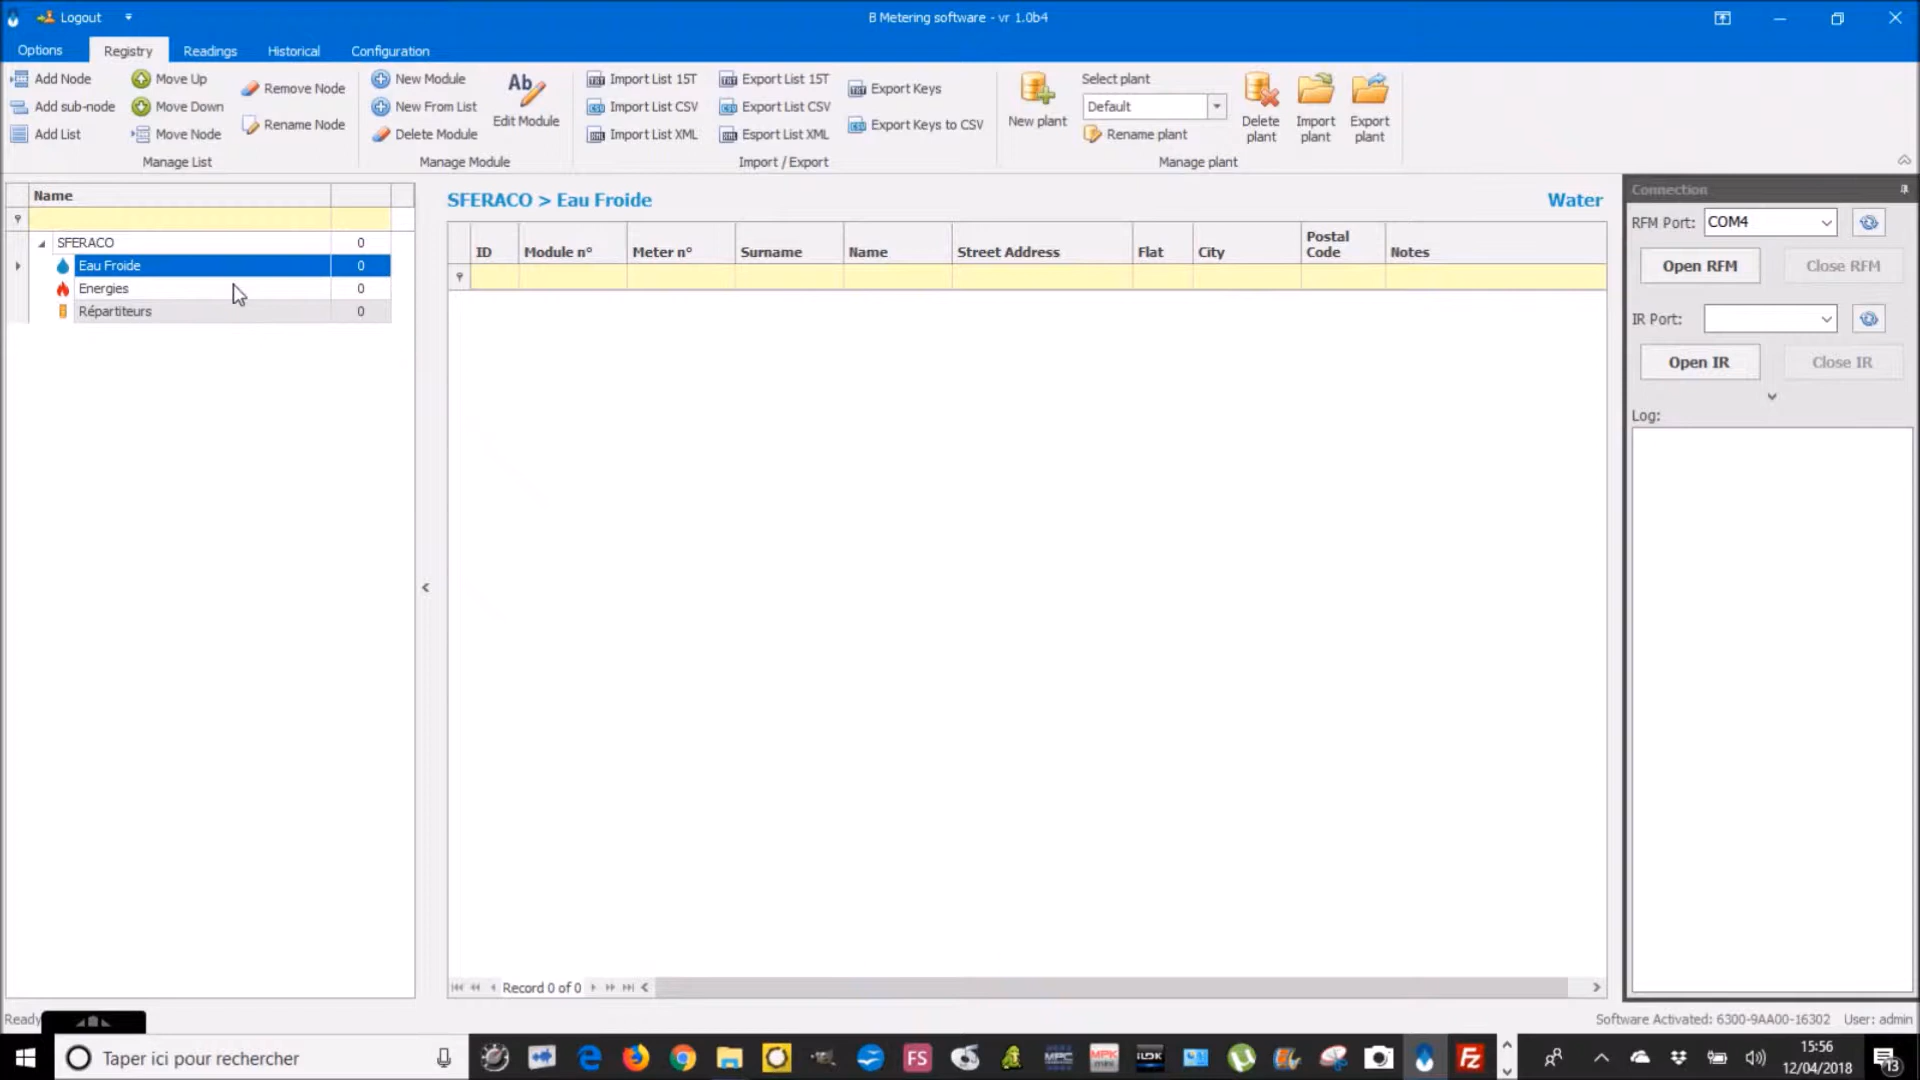 Logout
B Metering software - vr 1.0b4
Options
Registry
Readings
Historical
Configuration
Add Node
Move Up
Remove Node
Add sub-node
Move Down
Rename Node
Add List
Move Node
Manage List
New Module
New From List
Delete Module
Edit Module
Manage Module
Import List 15T
Export List 15T
Export Keys
Import List CSV
Export List CSV
Export Keys to CSV
Import List XML
Esport List XML
Import / Export
New plant
Select plant
Default
Rename plant
Delete plant
Import plant
Export plant
Manage plant
Name
SFERACO 0
Eau Froide 0
Energies 0
Répartiteurs 0
SFERACO > Eau Froide
Water
ID Module n° Meter n° Surname Name Street Address Flat City Postal Code Notes
Record 0 of 0
Connection
RFM Port: COM4
Open RFM
Close RFM
IR Port:
Open IR
Close IR
Log:
Ready
Software Activated: 6300-9AA00-16302 User: admin
Taper ici pour rechercher
FS
MPC
MPK
mini
Fz
15:56
12/04/2018
13